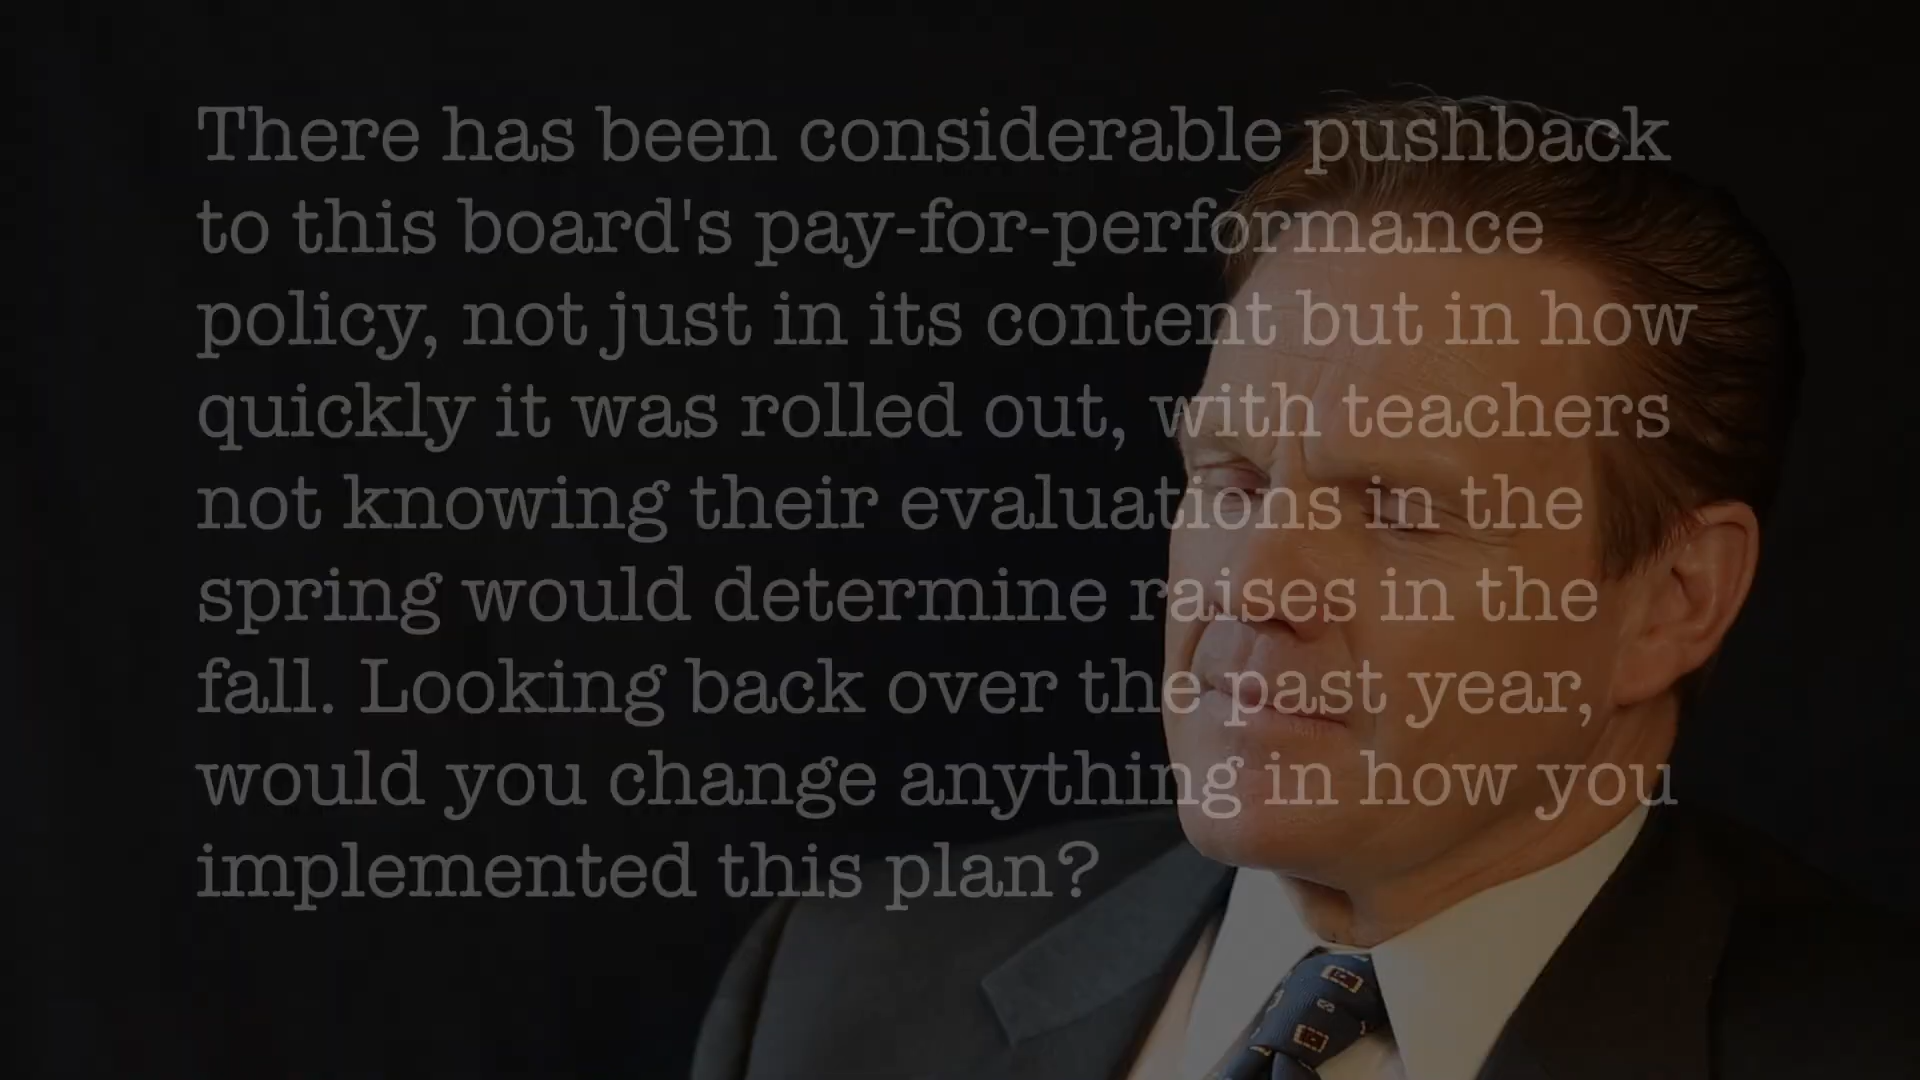 There has been considerable pushback
to this board's pay-for-performance
policy, not just in its content but in how
quickly it was rolled out, with teachers
not knowing their evaluations in the
spring would determine raises in the
fall. Looking back over the past year,
would you change anything in how you
implemented this plan?